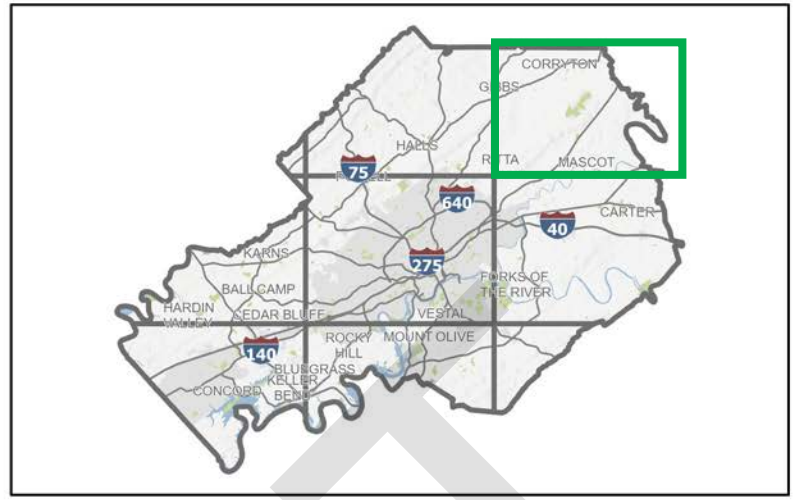 CORRYTON
GIBBS
HALLS
RITTA
MASCOT
75
640
CARTER
40
KARNS
275
FORKS OF
THE RIVER
BALL CAMP
HARDIN
VALLEY
CEDAR BLUFF
VESTAL
ROCKY
HILL
MOUNT OLIVE
140
BLUEGRASS
KELLER
BEND
CONCORD